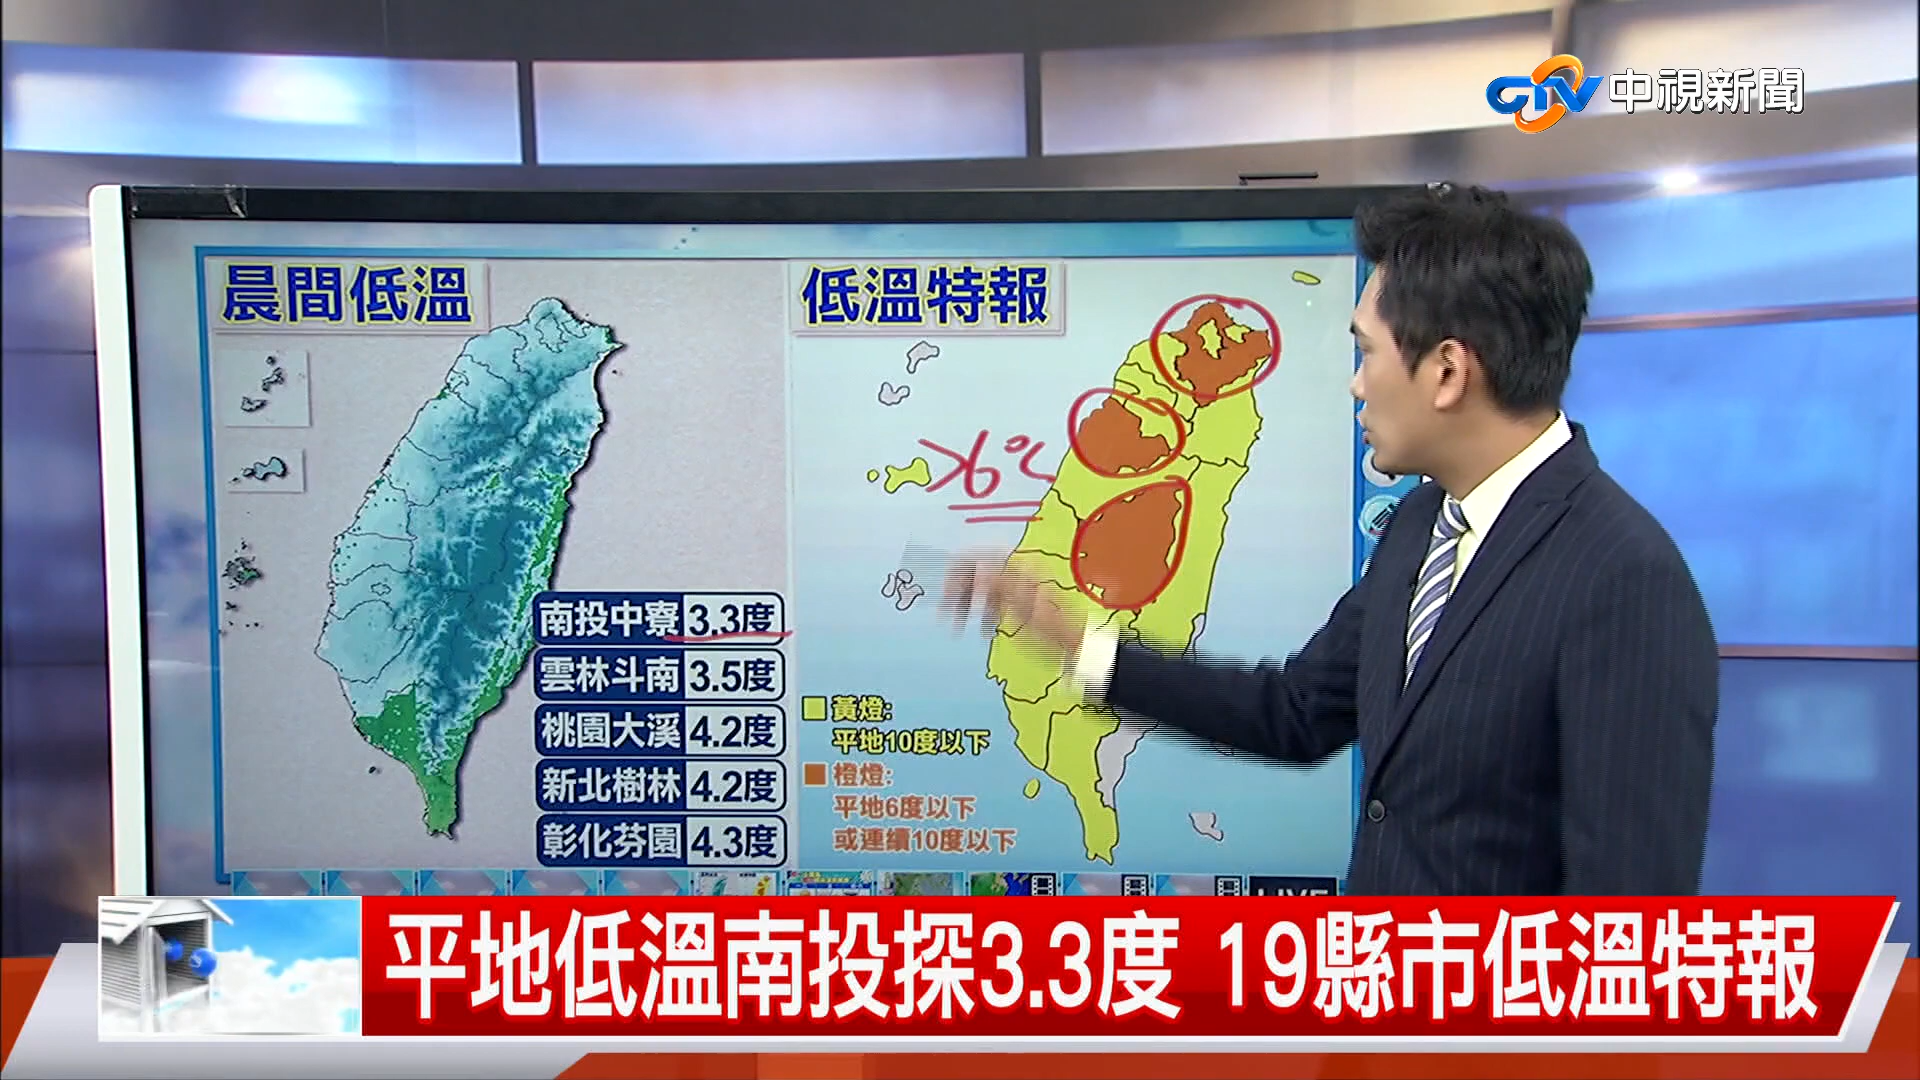 CTV中視新聞
晨間低溫
低溫特報
>6°C
南投中寮 3.3度
雲林斗南 3.5度
桃園大溪 4.2度
新北樹林 4.2度
彰化芬園 4.3度
黃燈:
平地10度以下
橙燈:
平地6度以下
或連續10度以下
LIVE
平地低溫南投探3.3度 19縣市低溫特報